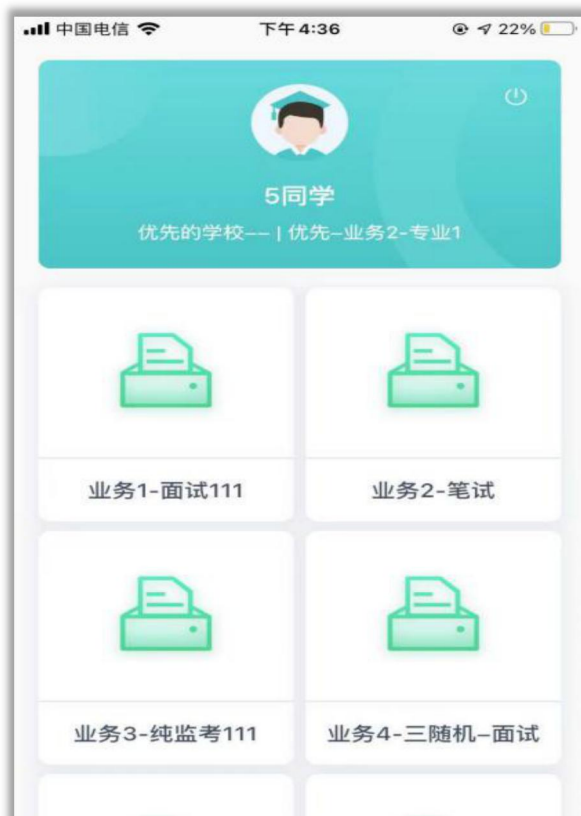 中国电信 下午4:36 22%
5同学
优先的学校-- | 优先-业务2-专业1
业务1-面试111 业务2-笔试
业务3-纯监考111 业务4-三随机-面试